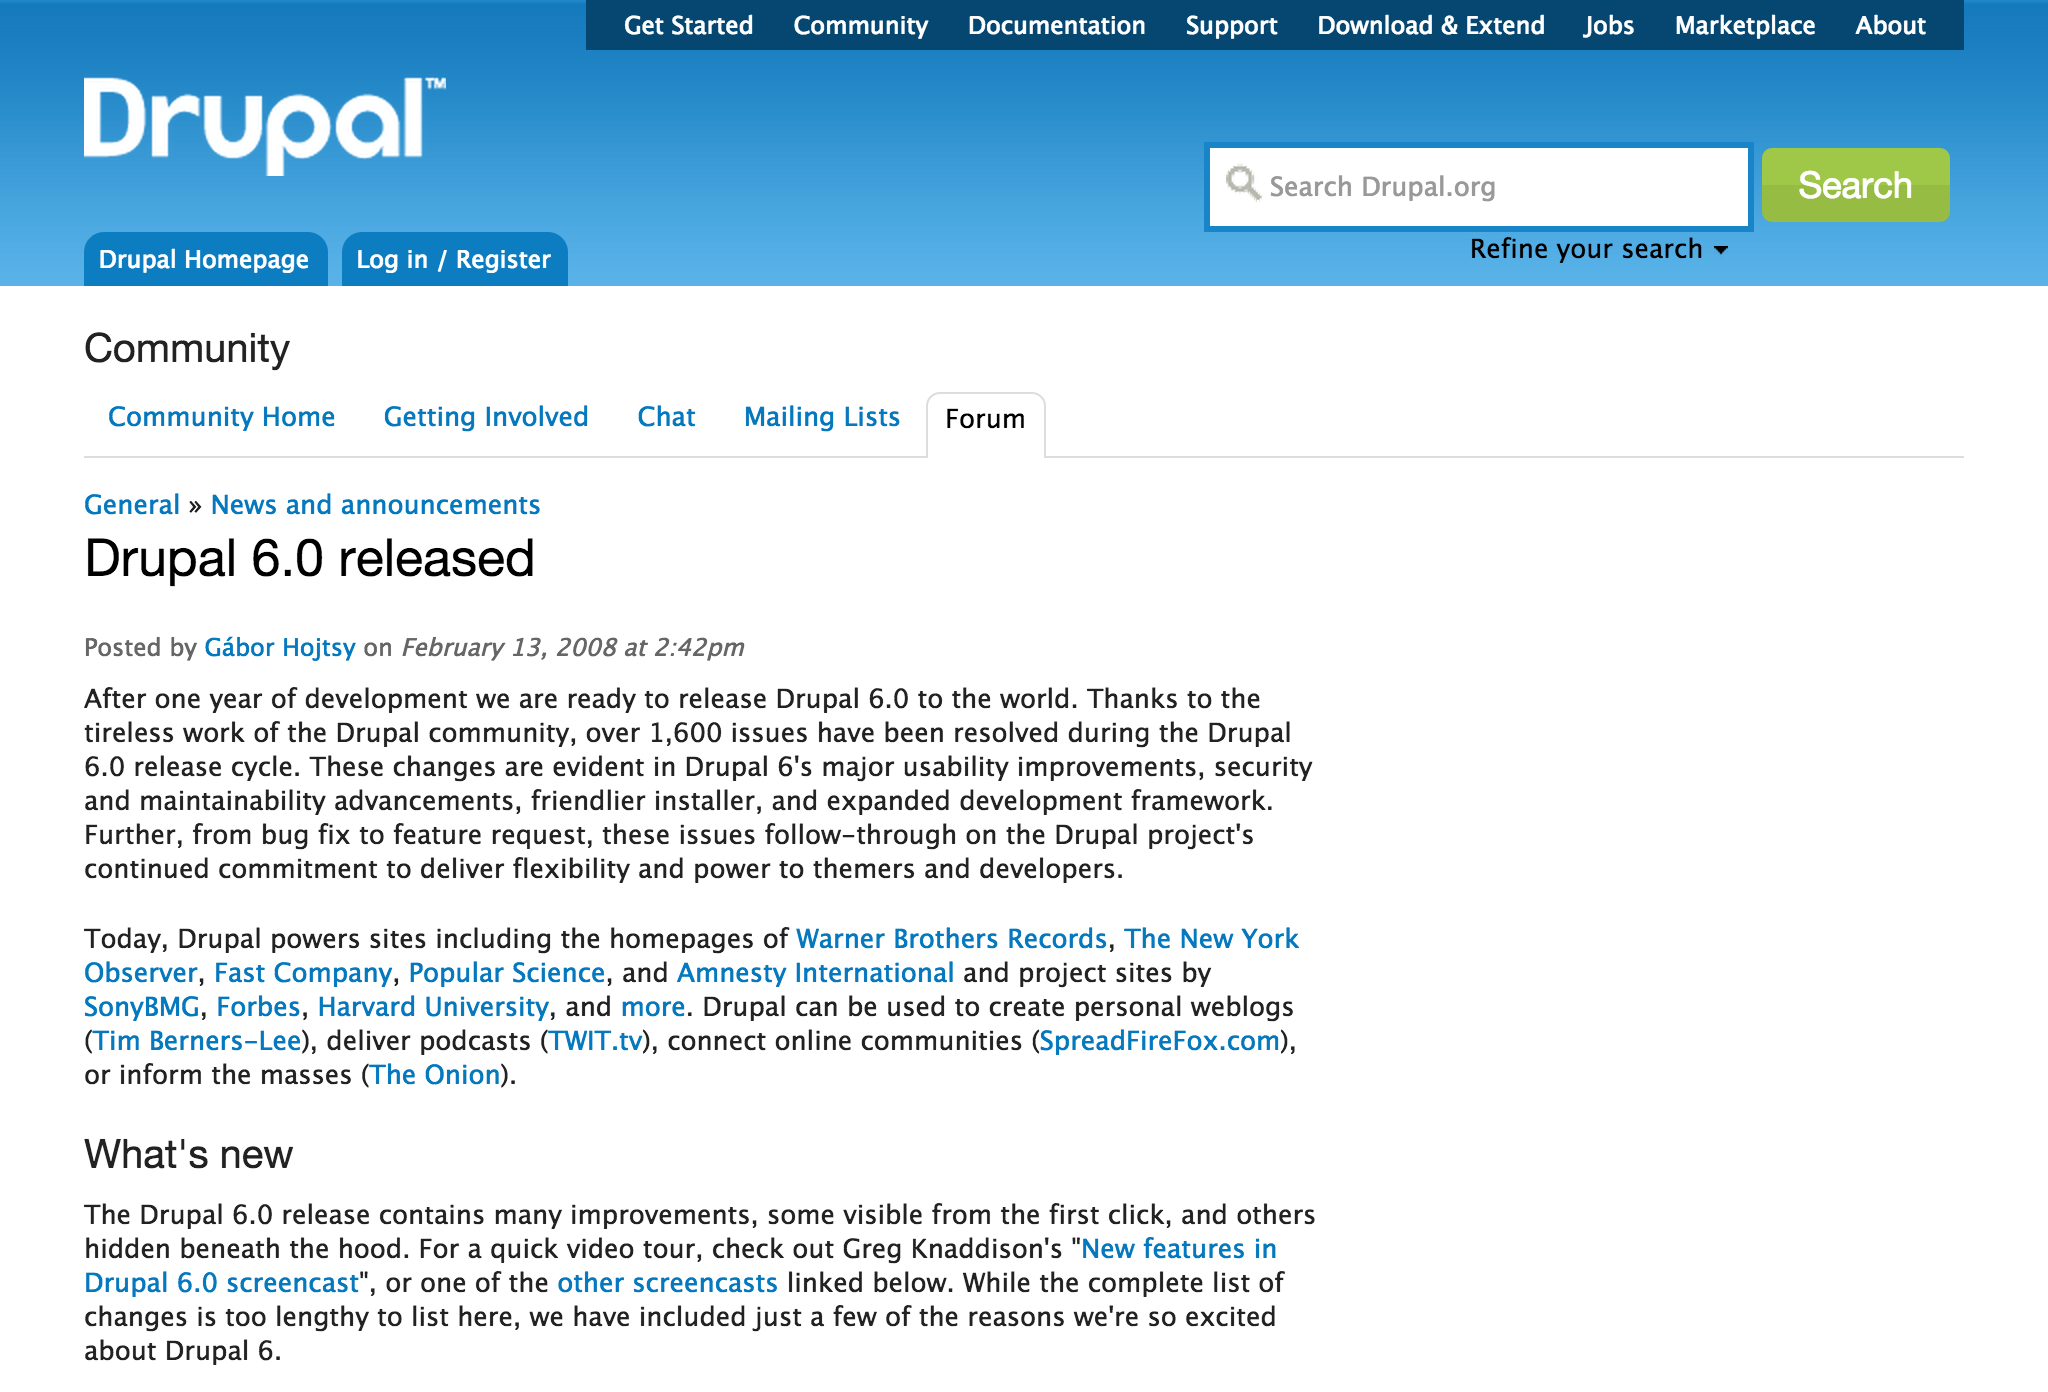 Get Started Community Documentation Support Download & Extend Jobs Marketplace About
Drupal™
Search Drupal.org Search
Refine your search
Drupal Homepage Log in / Register
Community
Community Home Getting Involved Chat Mailing Lists Forum
General » News and announcements
Drupal 6.0 released
Posted by Gábor Hojtsy on February 13, 2008 at 2:42pm
After one year of development we are ready to release Drupal 6.0 to the world. Thanks to the
tireless work of the Drupal community, over 1,600 issues have been resolved during the Drupal
6.0 release cycle. These changes are evident in Drupal 6's major usability improvements, security
and maintainability advancements, friendlier installer, and expanded development framework.
Further, from bug fix to feature request, these issues follow-through on the Drupal project's
continued commitment to deliver flexibility and power to themers and developers.
Today, Drupal powers sites including the homepages of Warner Brothers Records, The New York
Observer, Fast Company, Popular Science, and Amnesty International and project sites by
SonyBMG, Forbes, Harvard University, and more. Drupal can be used to create personal weblogs
(Tim Berners-Lee), deliver podcasts (TWIT.tv), connect online communities (SpreadFireFox.com),
or inform the masses (The Onion).
What's new
The Drupal 6.0 release contains many improvements, some visible from the first click, and others
hidden beneath the hood. For a quick video tour, check out Greg Knaddison's "New features in
Drupal 6.0 screencast", or one of the other screencasts linked below. While the complete list of
changes is too lengthy to list here, we have included just a few of the reasons we're so excited
about Drupal 6.